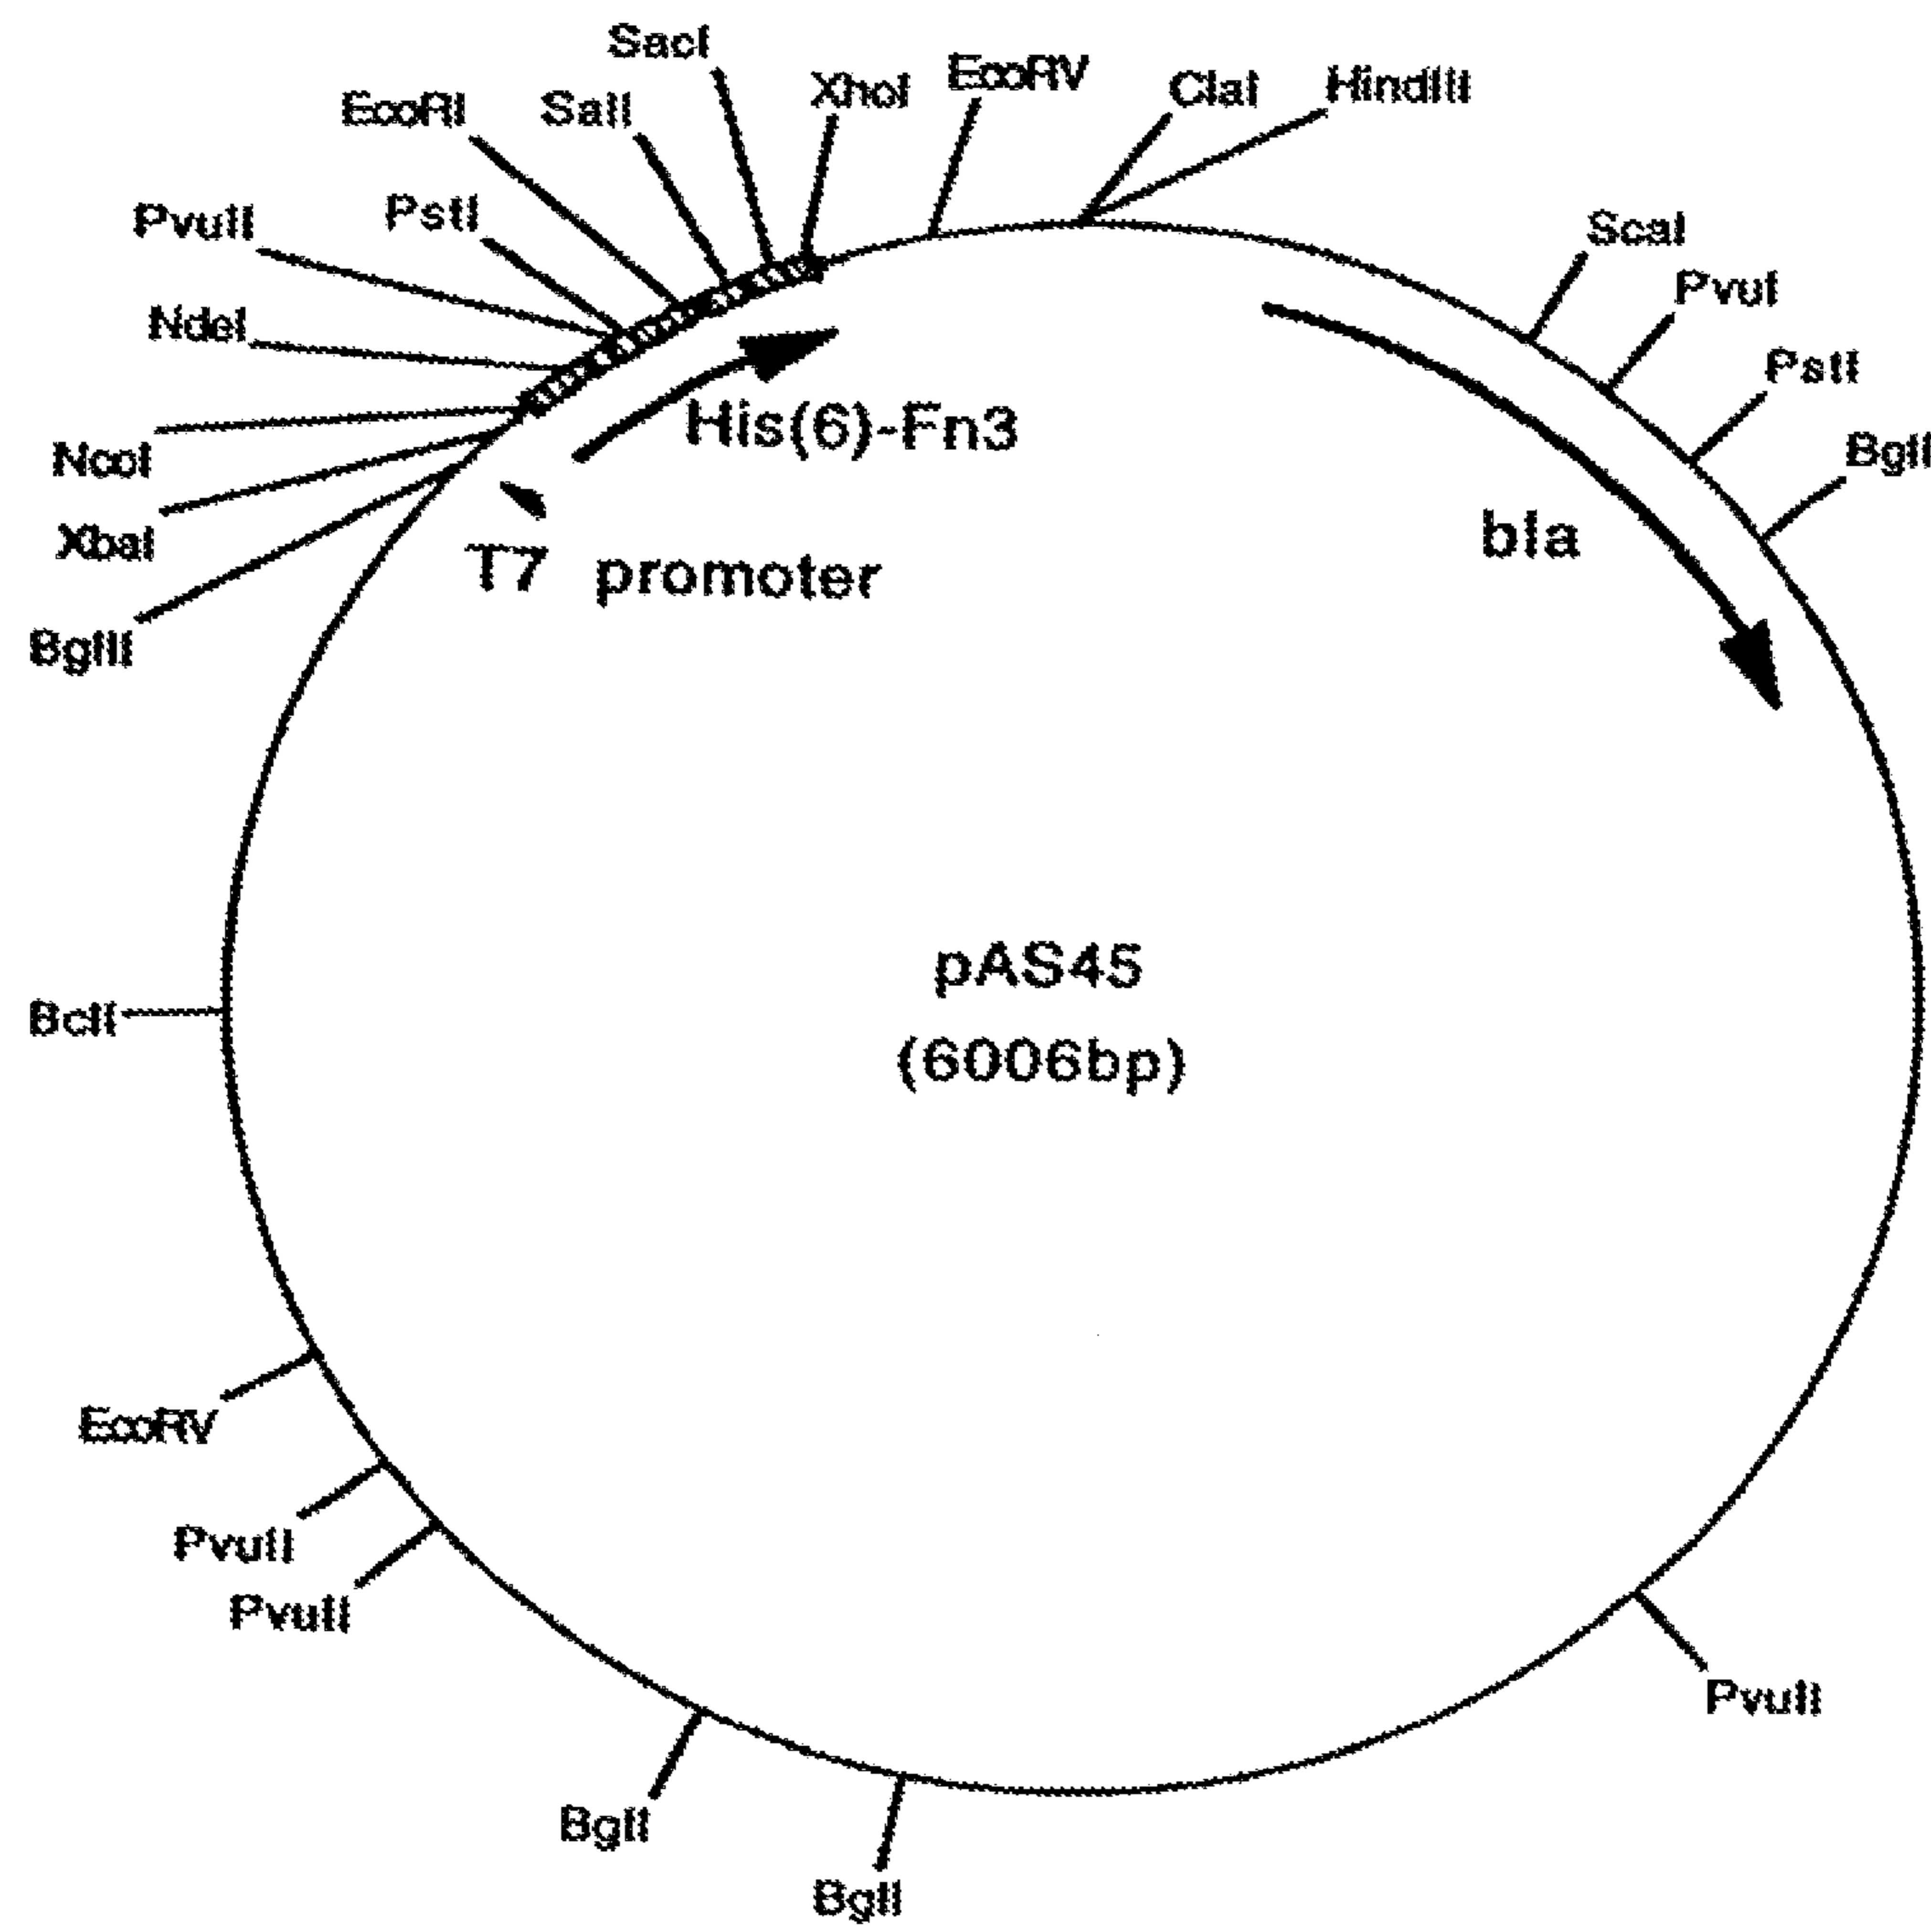 SacI
XhoI
EcoRV
ClaI
HindIII
EcoRI
SalI
PvuII
PstI
ScaI
PvuI
NdeI
PstI
His(6)-Fn3
NcoI
BglI
XbaI
bla
T7 promoter
BglII
pAS45
BclI
(6006bp)
EcoRV
PvuII
PvuII
PvuII
BglI
BglI